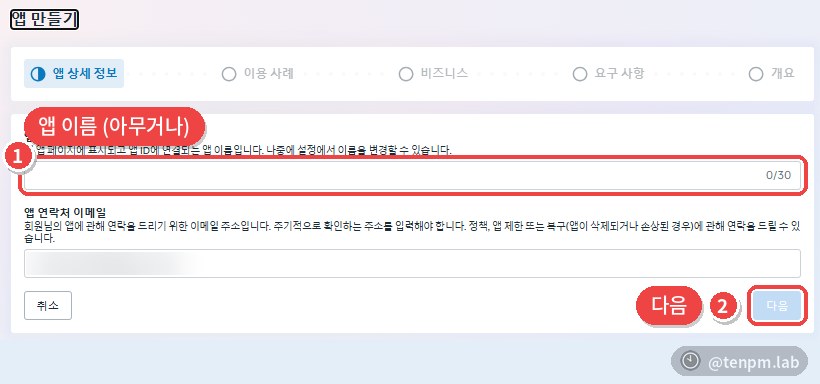 앱 만들기
앱 상세 정보
이용 사례
비즈니스
요구 사항
개요
앱 이름 (아무거나)
앱 페이지에 표시되고 앱 ID에 연결되는 앱 이름입니다. 나중에 설정에서 이름을 변경할 수 있습니다.
1
0/30
앱 연락처 이메일
회원님의 앱에 관해 연락을 드리기 위한 이메일 주소입니다. 주기적으로 확인하는 주소를 입력해야 합니다. 정책, 앱 제한 또는 복구(앱이 삭제되거나 손상된 경우)에 관해 연락을 드릴 수 있
습니다.
취소
다음
2
다음
@tenpm.lab